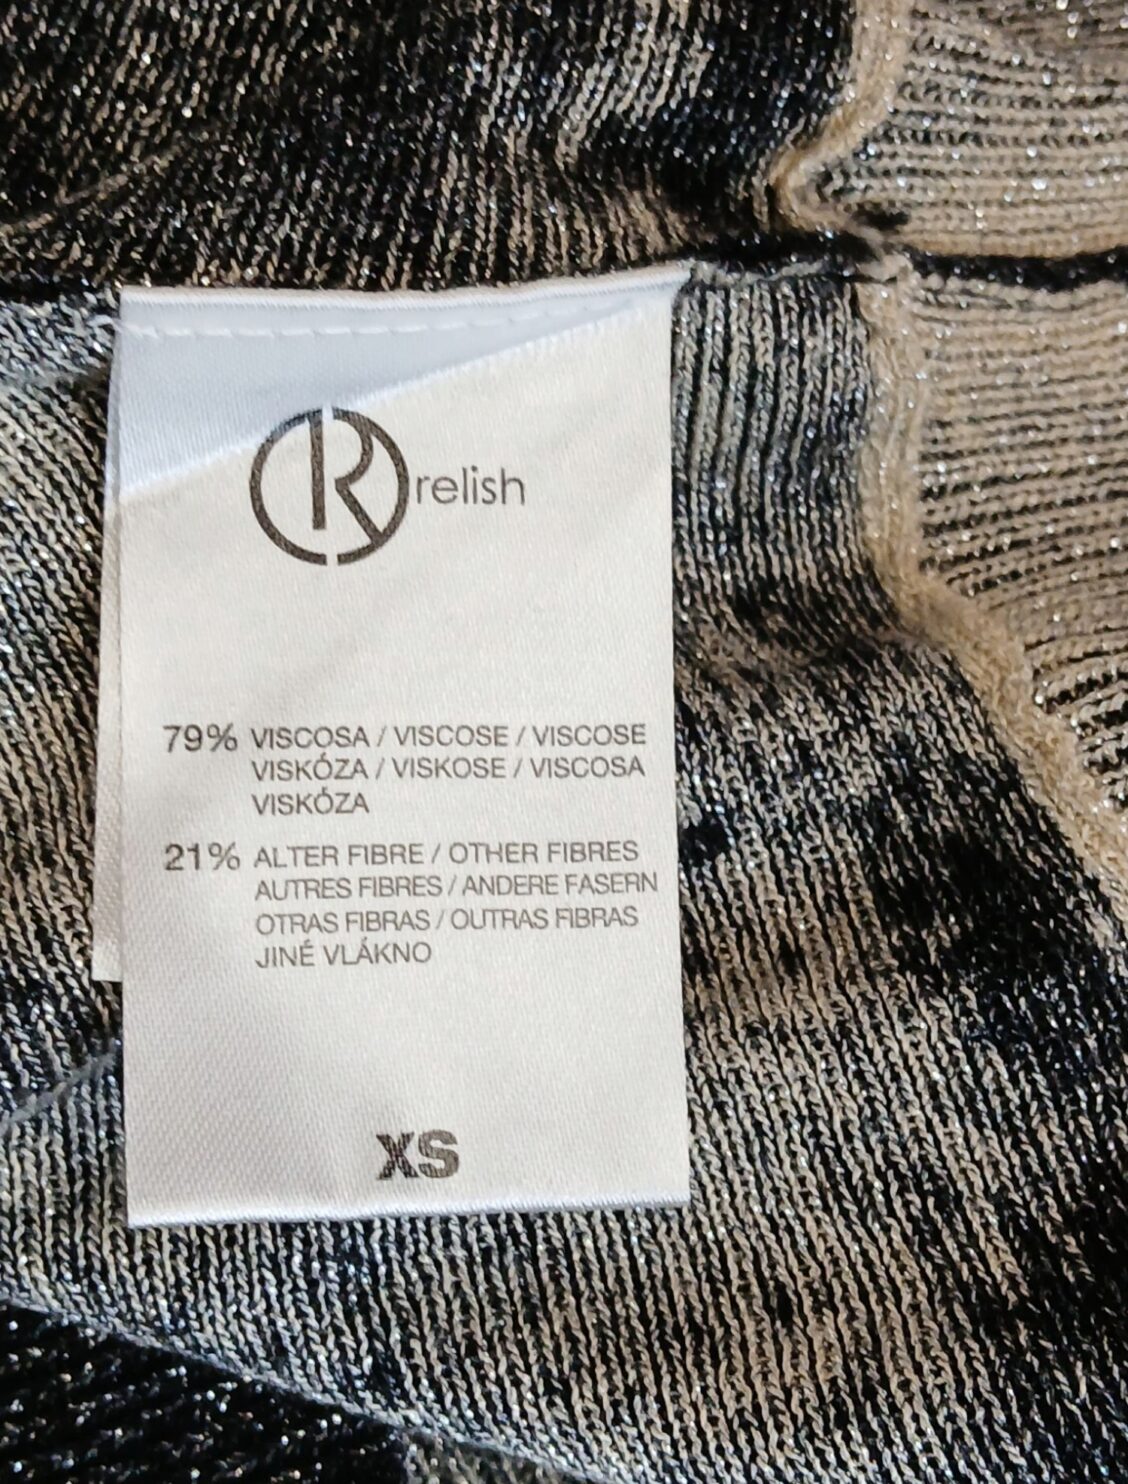 R relish
79% VISCOSA / VISCOSE / VISCOSE
VISKÓZA / VISKOSE / VISCOSA
VISKÓZA
21% ALTER FIBRE / OTHER FIBRES
AUTRES FIBRES / ANDERE FASERN
OTRAS FIBRAS / OUTRAS FIBRAS
JINÉ VLÁKNO
XS